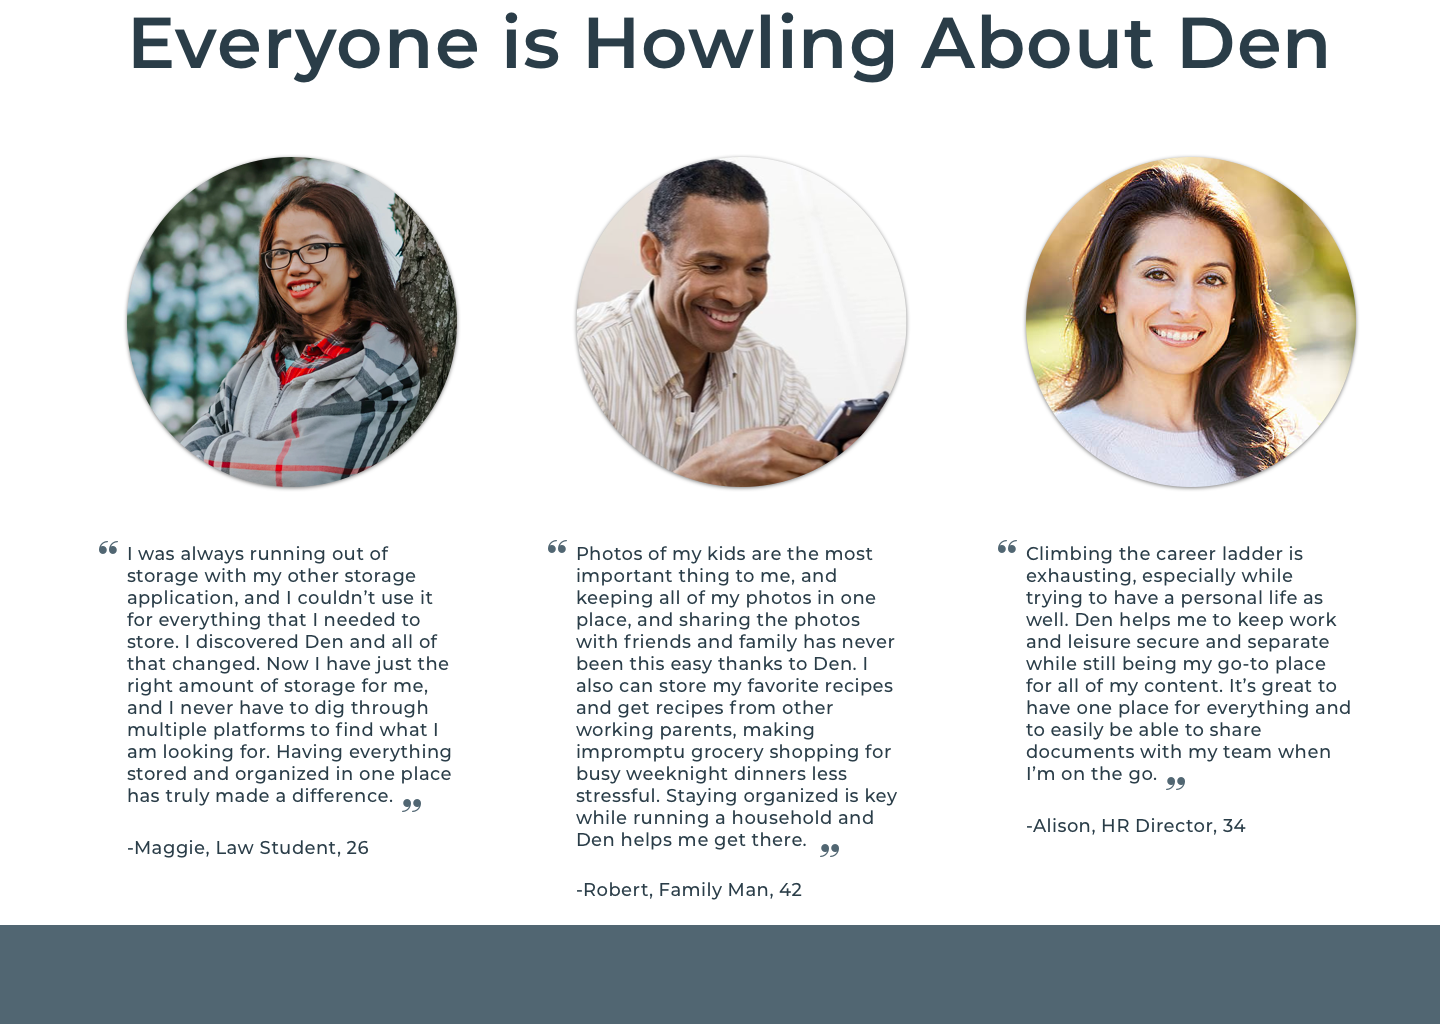 Everyone is Howling About Den
“ I was always running out of
storage with my other storage
application, and I couldn’t use it
for everything that I needed to
store. I discovered Den and all of
that changed. Now I have just the
right amount of storage for me,
and I never have to dig through
multiple platforms to find what I
am looking for. Having everything
stored and organized in one place
has truly made a difference. ”
-Maggie, Law Student, 26
“ Photos of my kids are the most
important thing to me, and
keeping all of my photos in one
place, and sharing the photos
with friends and family has never
been this easy thanks to Den. I
also can store my favorite recipes
and get recipes from other
working parents, making
impromptu grocery shopping for
busy weeknight dinners less
stressful. Staying organized is key
while running a household and
Den helps me get there. ”
-Robert, Family Man, 42
“ Climbing the career ladder is
exhausting, especially while
trying to have a personal life as
well. Den helps me to keep work
and leisure secure and separate
while still being my go-to place
for all of my content. It’s great to
have one place for everything and
to easily be able to share
documents with my team when
I’m on the go. ”
-Alison, HR Director, 34